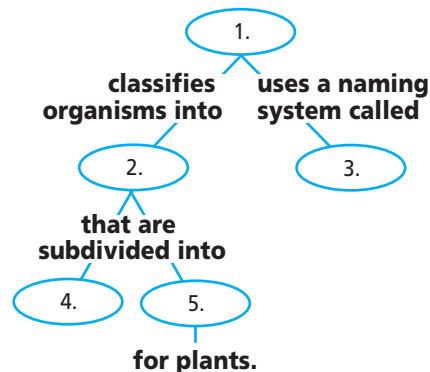 1.
classifies
organisms into
uses a naming
system called
2.
3.
that are
subdivided into
4.
5.
for plants.